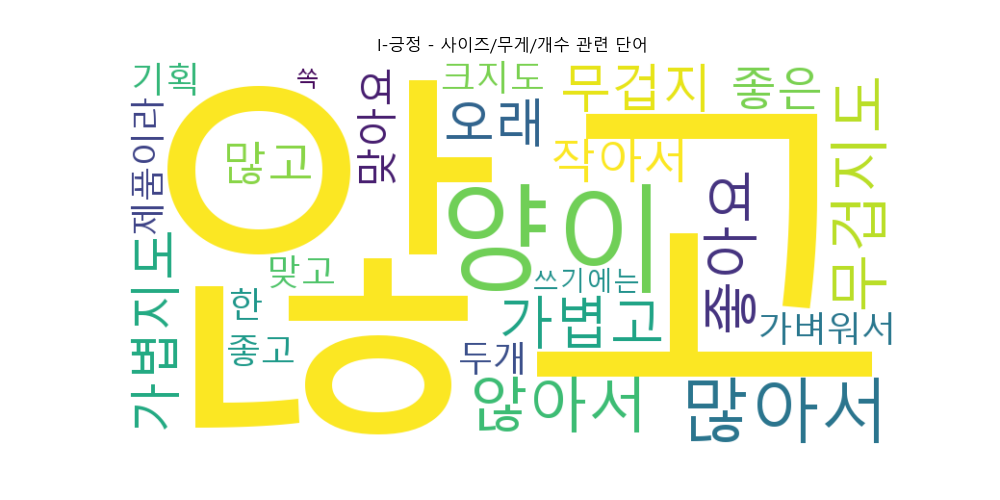 I-긍정 - 사이즈/무게/개수 관련 단어
기획
쏙
크지도
무겁지
좋은
제품이라
않고
맞아요
오래
많고
작아서
무겁지도
양이
좋아요
가볍지도
맞고
쓰기에는
한
가볍고
가벼워서
좋고
두개
않아서
많아서